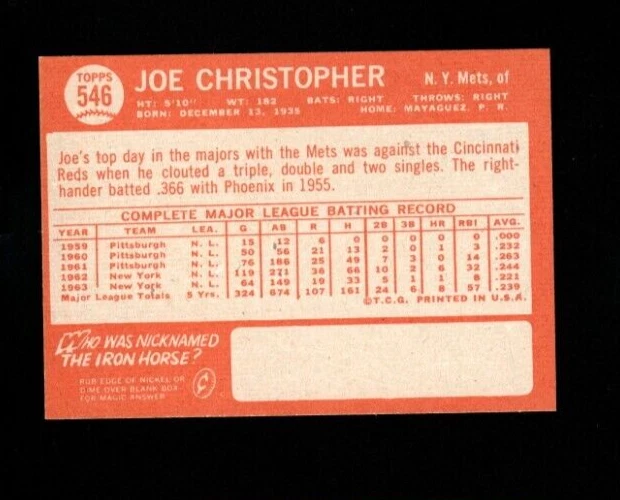 TOPPS
546
JOE CHRISTOPHER
N. Y. Mets, of
HT: 5'10" WT: 182 BATS: RIGHT THROWS: RIGHT
BORN: DECEMBER 13, 1935 HOME: MAYAGUEZ, P. R.
Joe's top day in the majors with the Mets was against the Cincinnati
Reds when he clouted a triple, double and two singles. The right-
hander batted .366 with Phoenix in 1955.
COMPLETE MAJOR LEAGUE BATTING RECORD
YEAR TEAM LEA. G AB R H 2B 3B HR RBI AVG.
1959 Pittsburgh N. L. 15 12 6 0 0 0 0 0 .000
1960 Pittsburgh N. L. 50 56 21 13 2 0 1 3 .232
1961 Pittsburgh N. L. 76 186 25 49 7 3 0 14 .263
1962 New York N. L. 119 271 36 66 10 2 6 32 .244
1963 New York N. L. 64 149 19 33 5 1 1 8 .221
Major League Totals 5 Yrs. 324 674 107 161 24 6 8 57 .239
©T.C.G. PRINTED IN U.S.A.
WHO WAS NICKNAMED
THE IRON HORSE?
RUB EDGE OF NICKEL OR
DIME OVER BLANK BOX
FOR MAGIC ANSWER